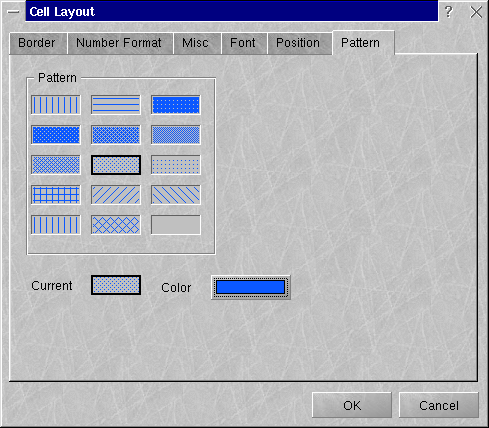 Cell Layout ?
Border Number Format Misc Font Position Pattern
Pattern
Current Color
OK Cancel